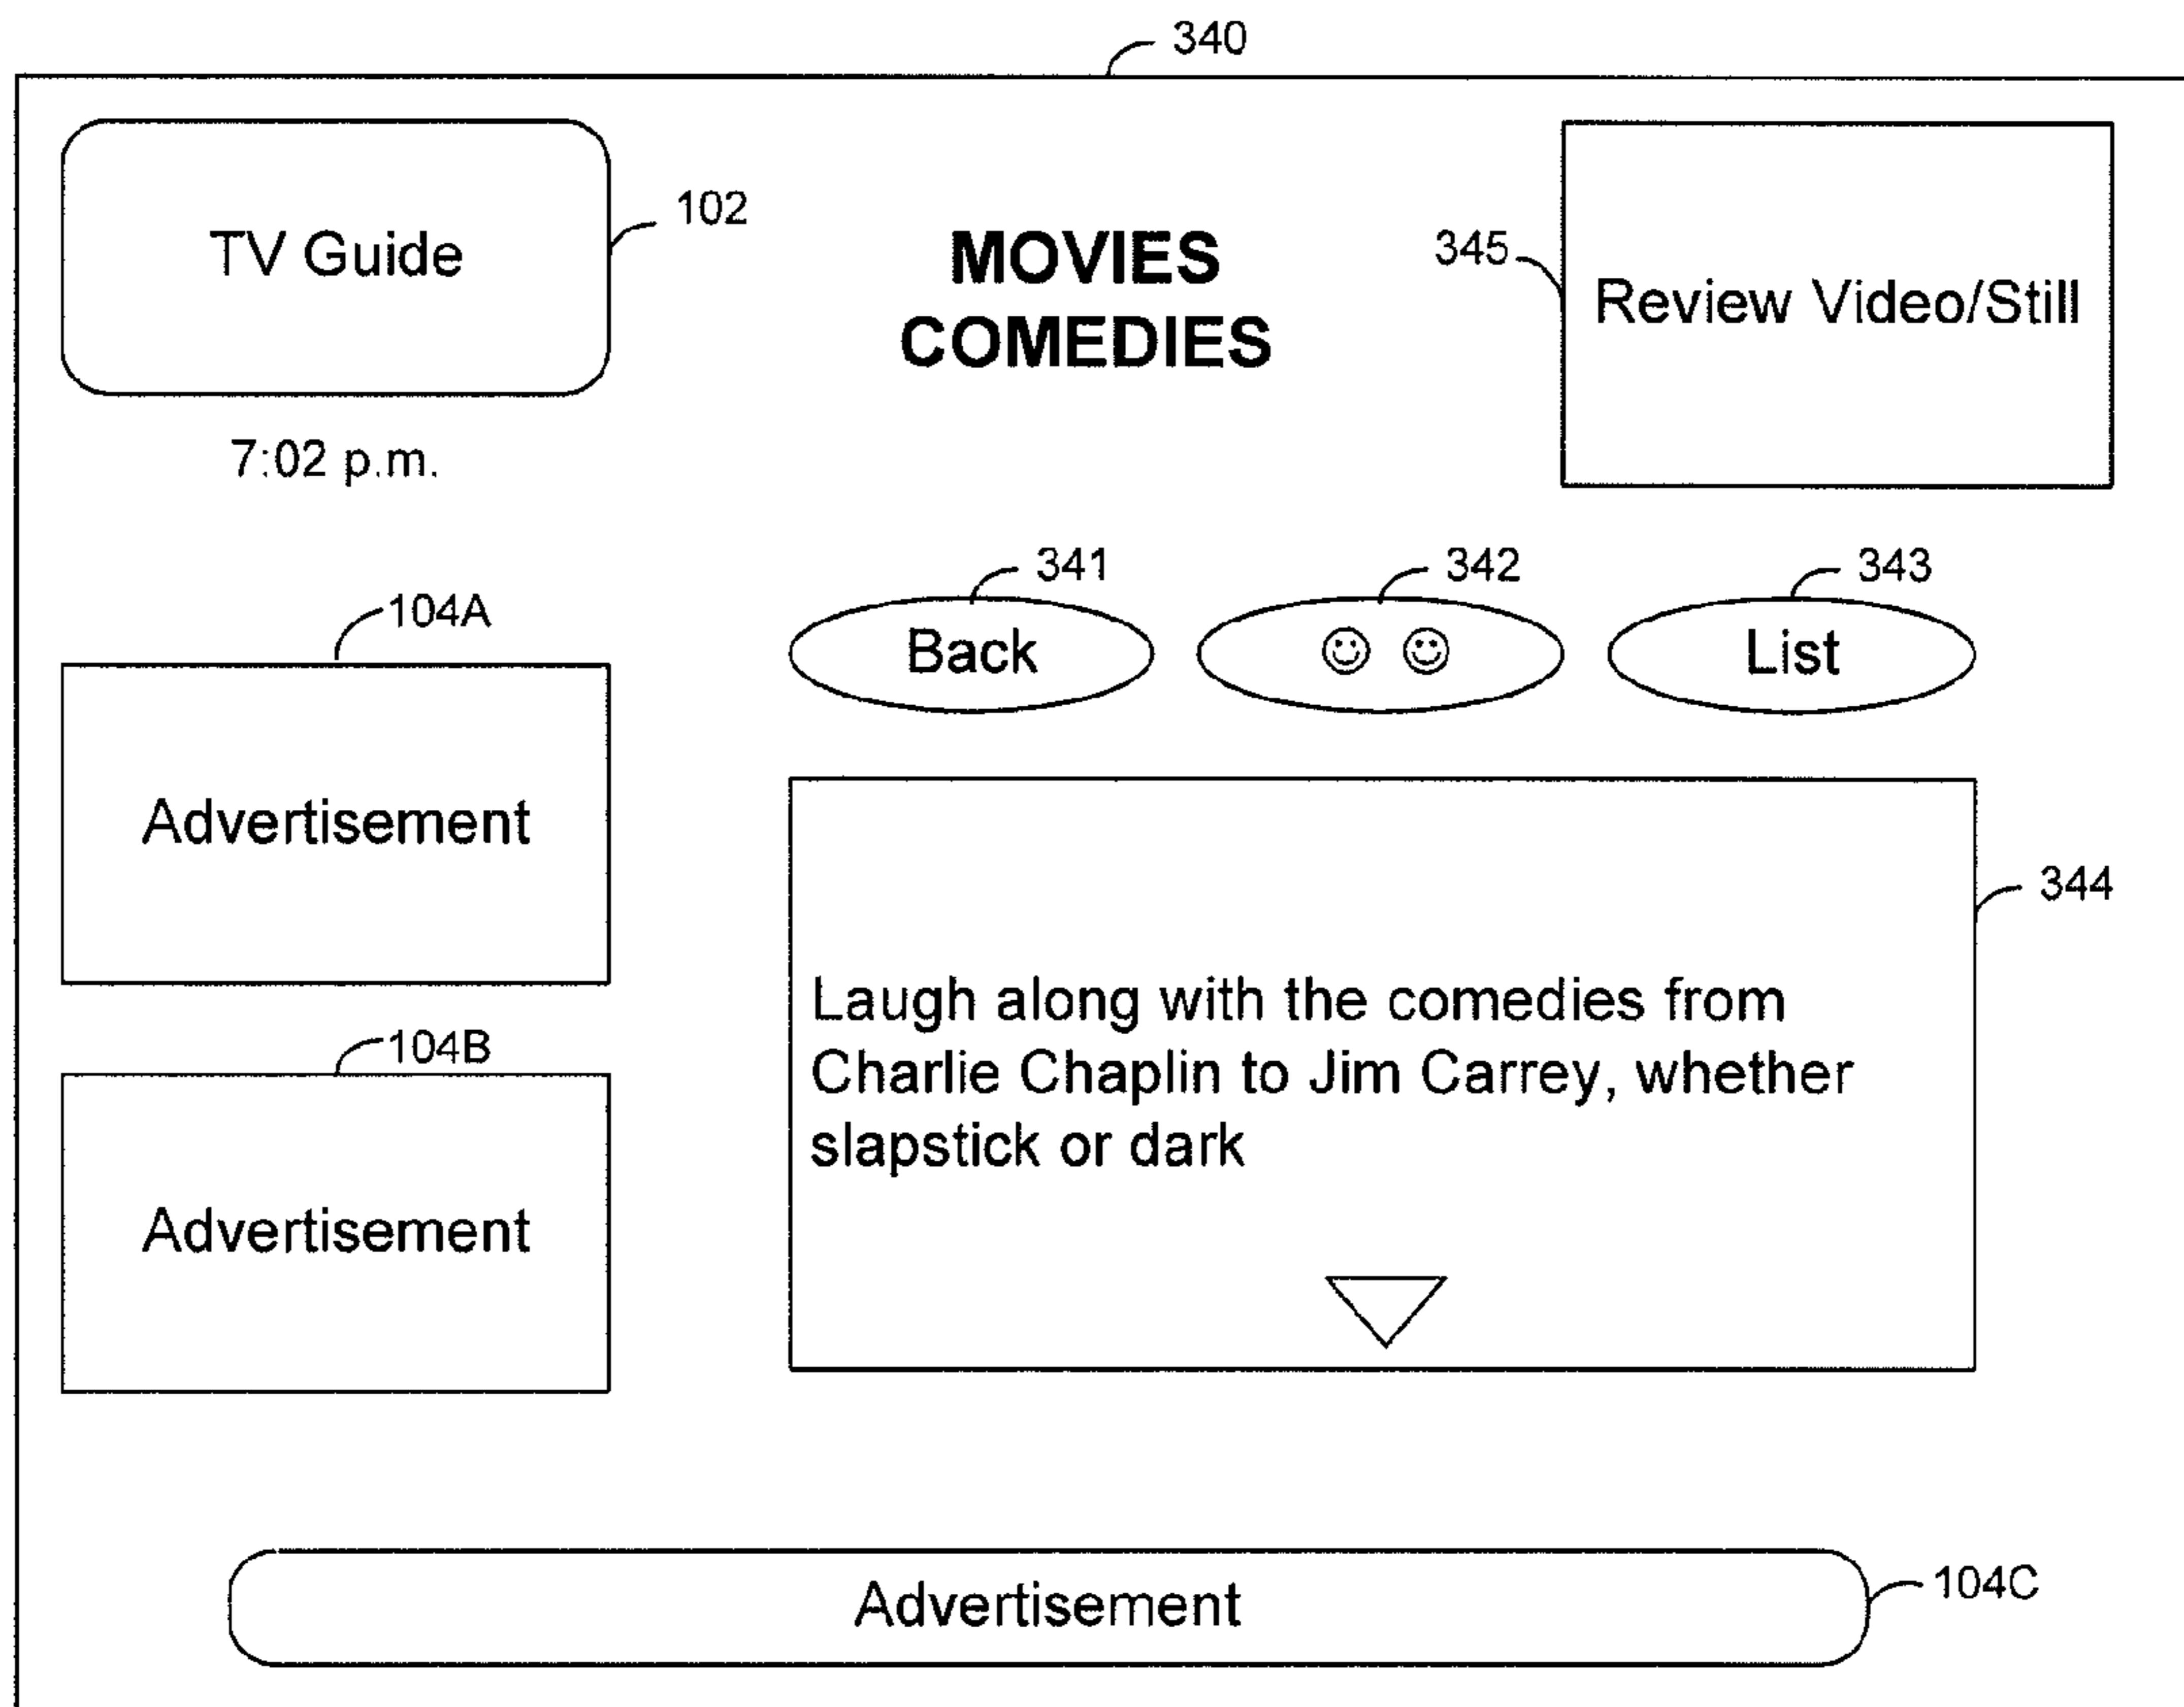 340
TV Guide
102
MOVIES
COMEDIES
345
Review Video/Still
7:02 p.m.
341
342
343
Back
☺ ☺
List
104A
Advertisement
344
Laugh along with the comedies from
Charlie Chaplin to Jim Carrey, whether
slapstick or dark
104B
Advertisement
Advertisement
104C